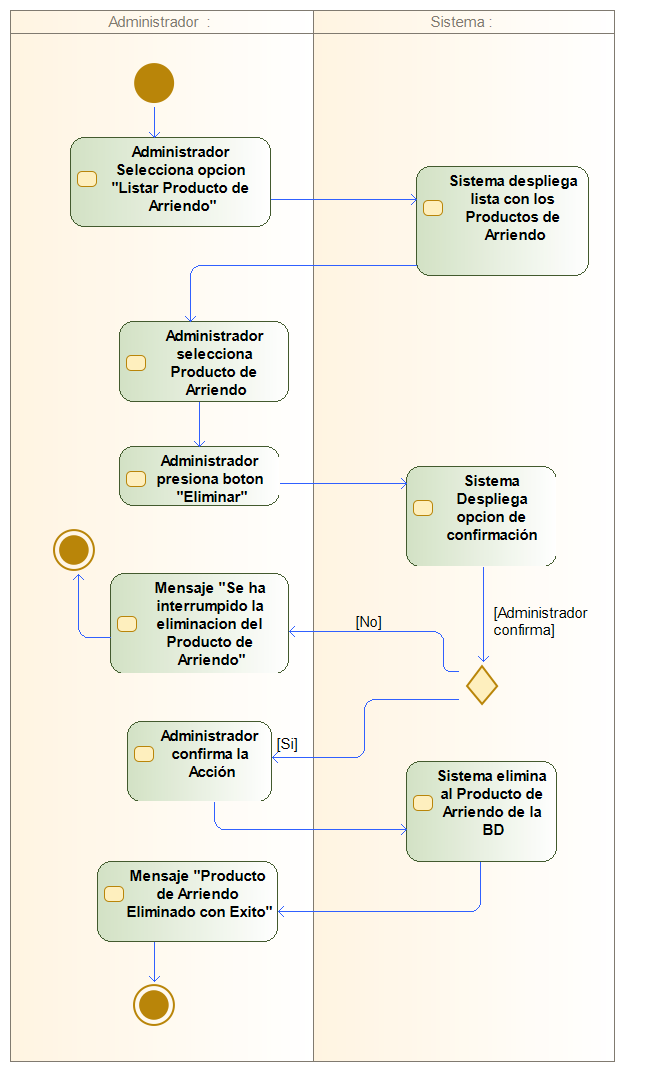 Administrador :
Sistema :
Administrador
Selecciona opcion
"Listar Producto de
Arriendo"
Sistema despliega
lista con los
Productos de
Arriendo
Administrador
selecciona
Producto de
Arriendo
Administrador
presiona boton
"Eliminar"
Sistema
Despliega
opcion de
confirmación
[Administrador
confirma]
[No]
Mensaje "Se ha
interrumpido la
eliminacion del
Producto de
Arriendo"
[Si]
Administrador
confirma la
Acción
Sistema elimina
al Producto de
Arriendo de la
BD
Mensaje "Producto
de Arriendo
Eliminado con Exito"